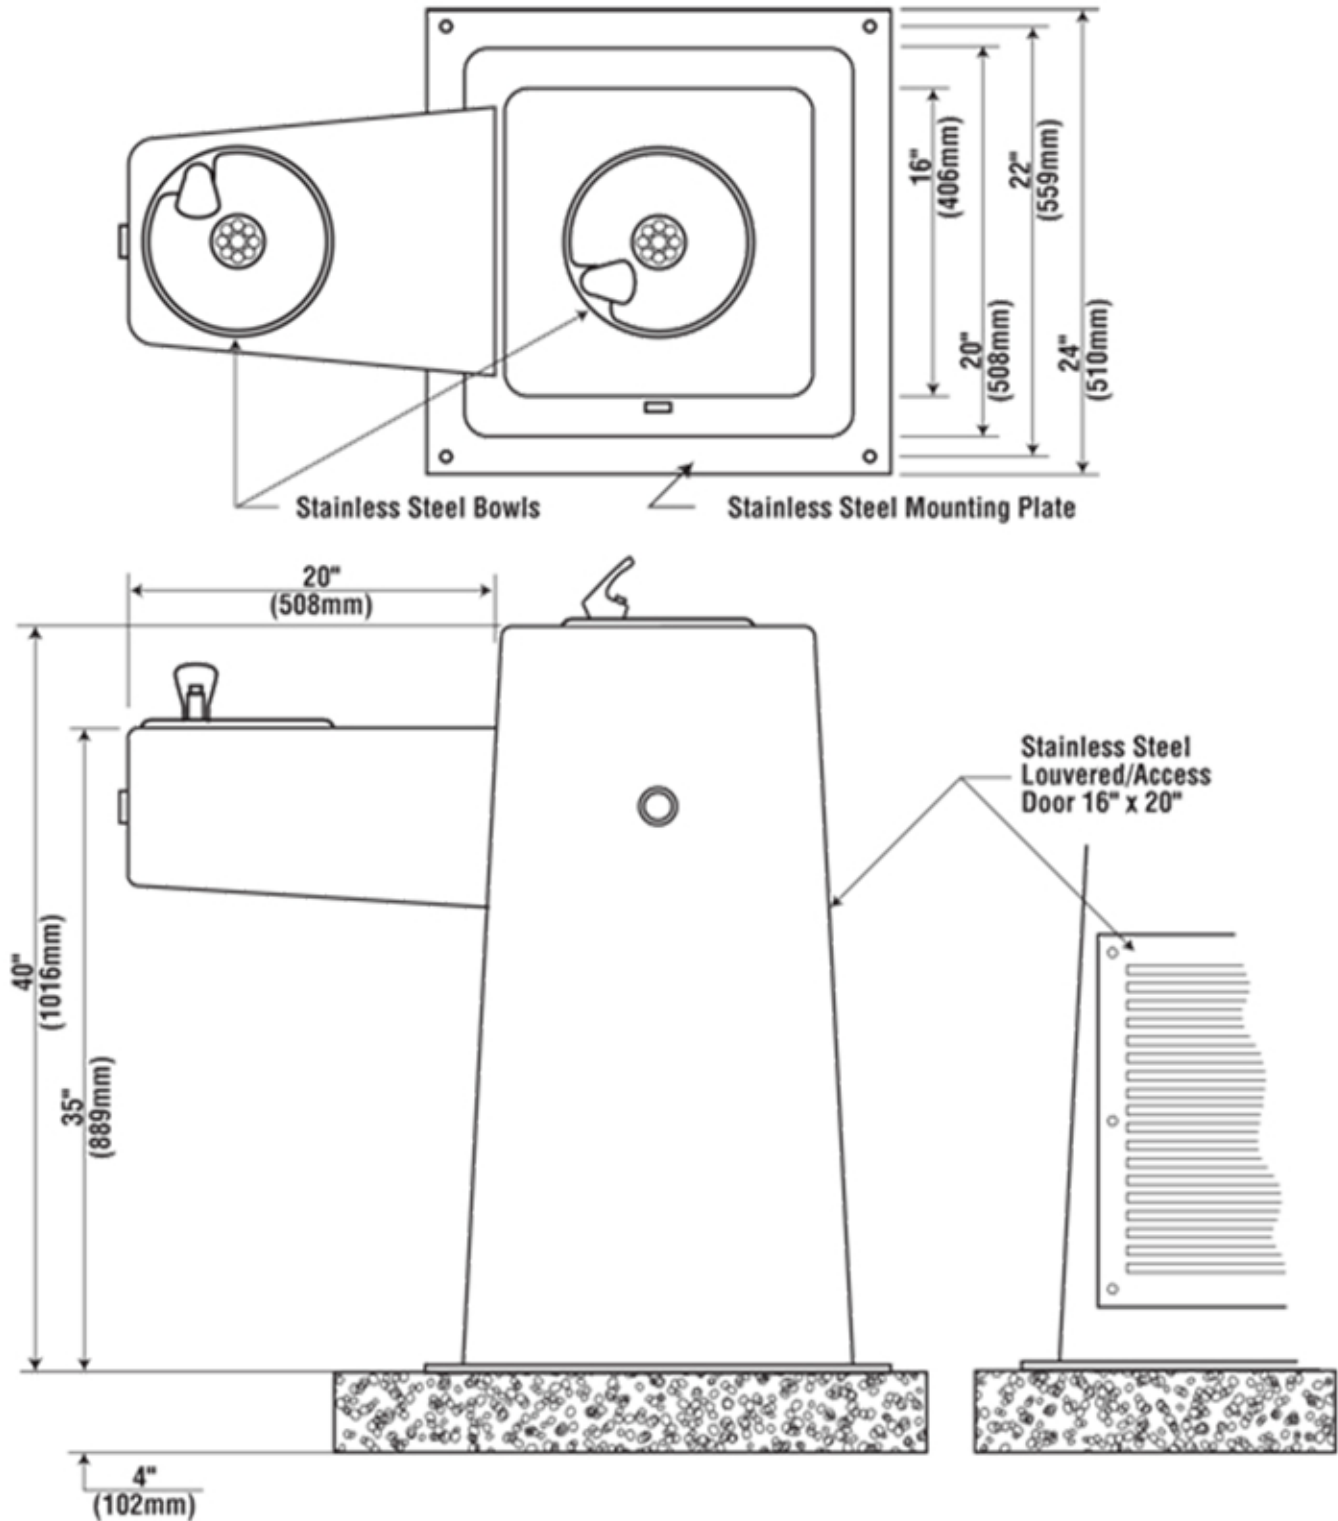 16"
(406mm)
22"
(559mm)
20"
(508mm)
24"
(510mm)
Stainless Steel Bowls
Stainless Steel Mounting Plate
20"
(508mm)
Stainless Steel
Louvered/Access
Door 16" x 20"
40"
(1016mm)
35"
(889mm)
4"
(102mm)